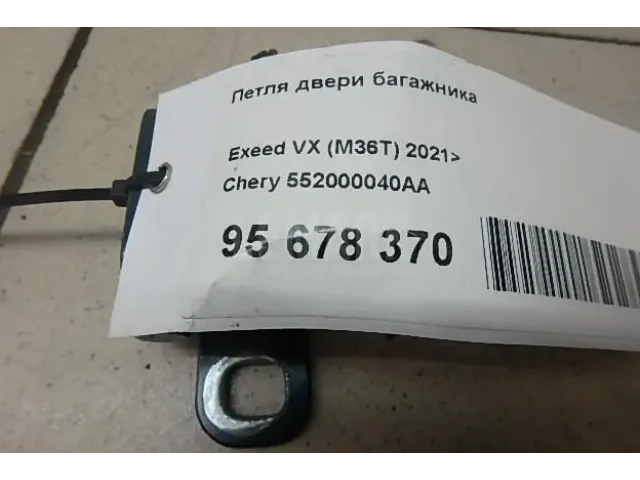 Петля двери багажника
Exeed VX (M36T) 2021>
Chery 552000040AA
95 678 370